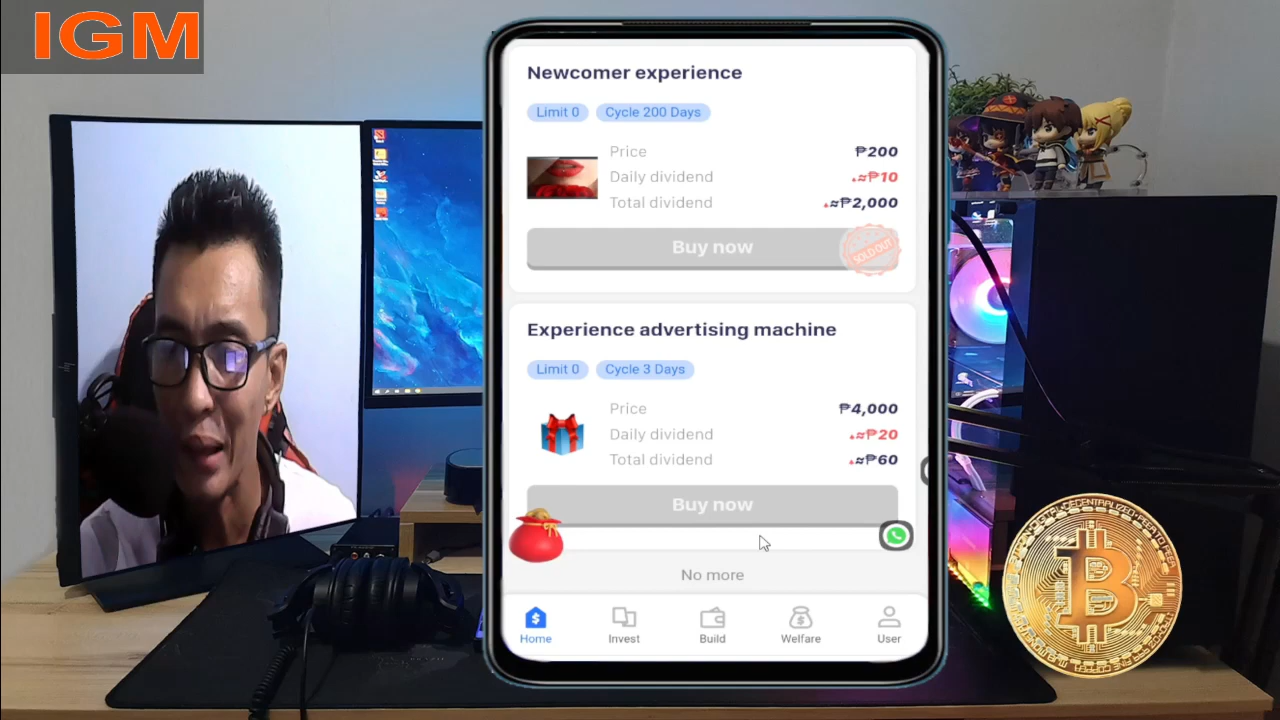 IGM
Newcomer experience
Limit 0 Cycle 200 Days
Price ₱200
Daily dividend ≈₱10
Total dividend ≈₱2,000
Buy now
SOLD OUT
Experience advertising machine
Limit 0 Cycle 3 Days
Price ₱4,000
Daily dividend ≈₱20
Total dividend ≈₱60
Buy now
No more
Home Invest Build Welfare User